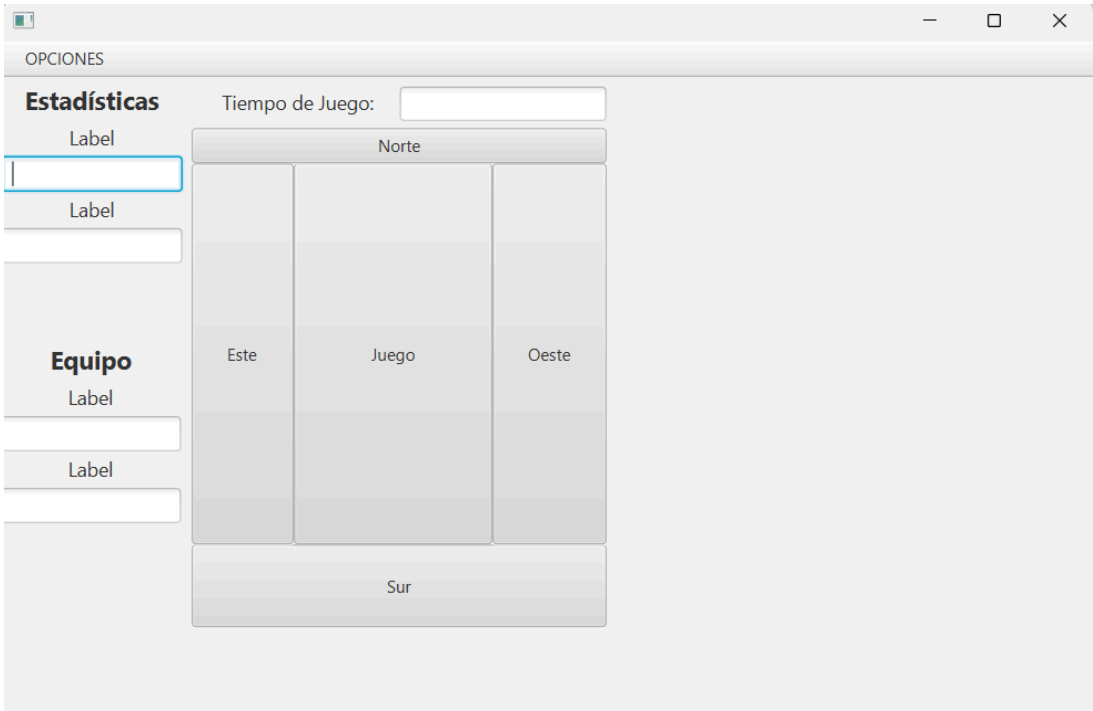 OPCIONES
Estadísticas
Label
Label
Equipo
Label
Label
Tiempo de Juego:
Norte
Este
Juego
Oeste
Sur